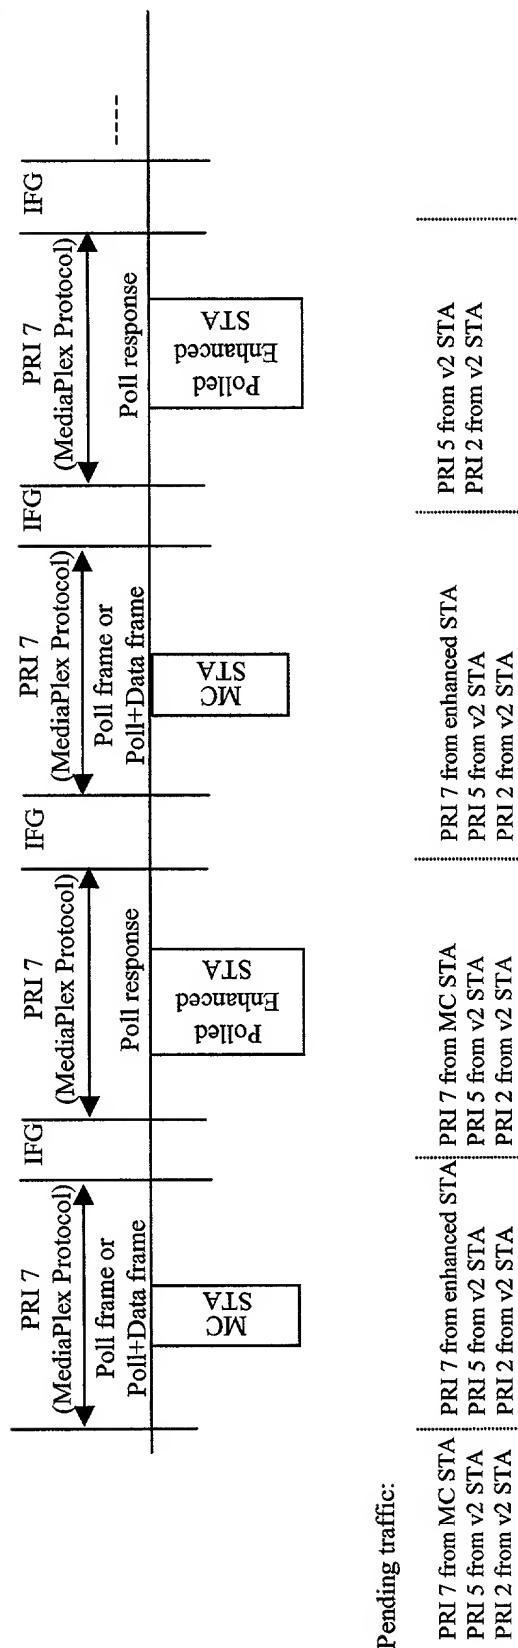 PRI 7
(MediaPlex Protocol)
Poll frame or
Poll+Data frame
MC
STA
IFG
PRI 7
(MediaPlex Protocol)
Poll response
Polled
Enhanced
STA
IFG
PRI 7
(MediaPlex Protocol)
Poll frame or
Poll+Data frame
MC
STA
IFG
PRI 7
(MediaPlex Protocol)
Poll response
Polled
Enhanced
STA
IFG
Pending traffic:
PRI 7 from MC STA
PRI 5 from v2 STA
PRI 2 from v2 STA
PRI 7 from enhanced STA
PRI 5 from v2 STA
PRI 2 from v2 STA
PRI 7 from MC STA
PRI 5 from v2 STA
PRI 2 from v2 STA
PRI 7 from enhanced STA
PRI 5 from v2 STA
PRI 2 from v2 STA
PRI 5 from v2 STA
PRI 2 from v2 STA